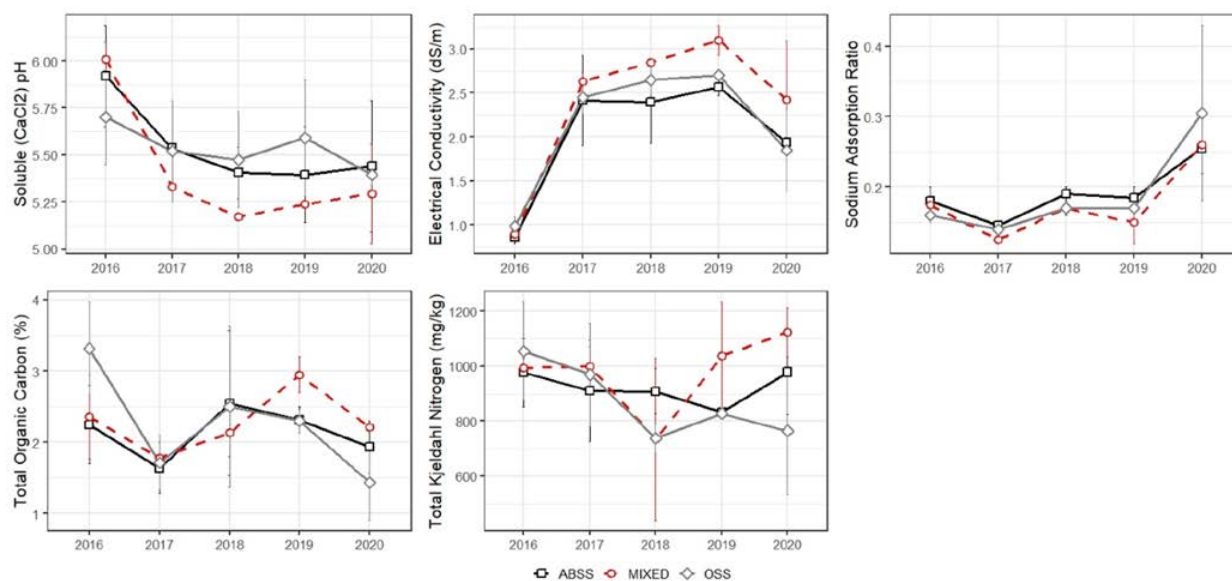 Soluble (CaCl2) pH
6.00
5.75
5.50
5.25
5.00
2016 2017 2018 2019 2020
Electrical Conductivity (dS/m)
3.0
2.5
2.0
1.5
1.0
2016 2017 2018 2019 2020
Sodium Adsorption Ratio
0.4
0.3
0.2
2016 2017 2018 2019 2020
Total Organic Carbon (%)
4
3
2
1
2016 2017 2018 2019 2020
Total Kjeldahl Nitrogen (mg/kg)
1200
1000
800
600
2016 2017 2018 2019 2020
ABSS MIXED OSS